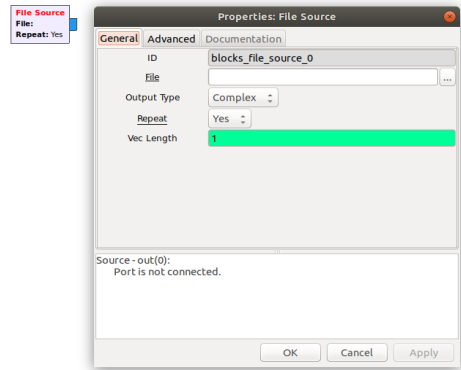 File Source
File:
Repeat: Yes
Properties: File Source
General Advanced Documentation
ID blocks_file_source_0
File ...
Output Type Complex
Repeat Yes
Vec Length 1
Source - out(0):
Port is not connected.
OK Cancel Apply